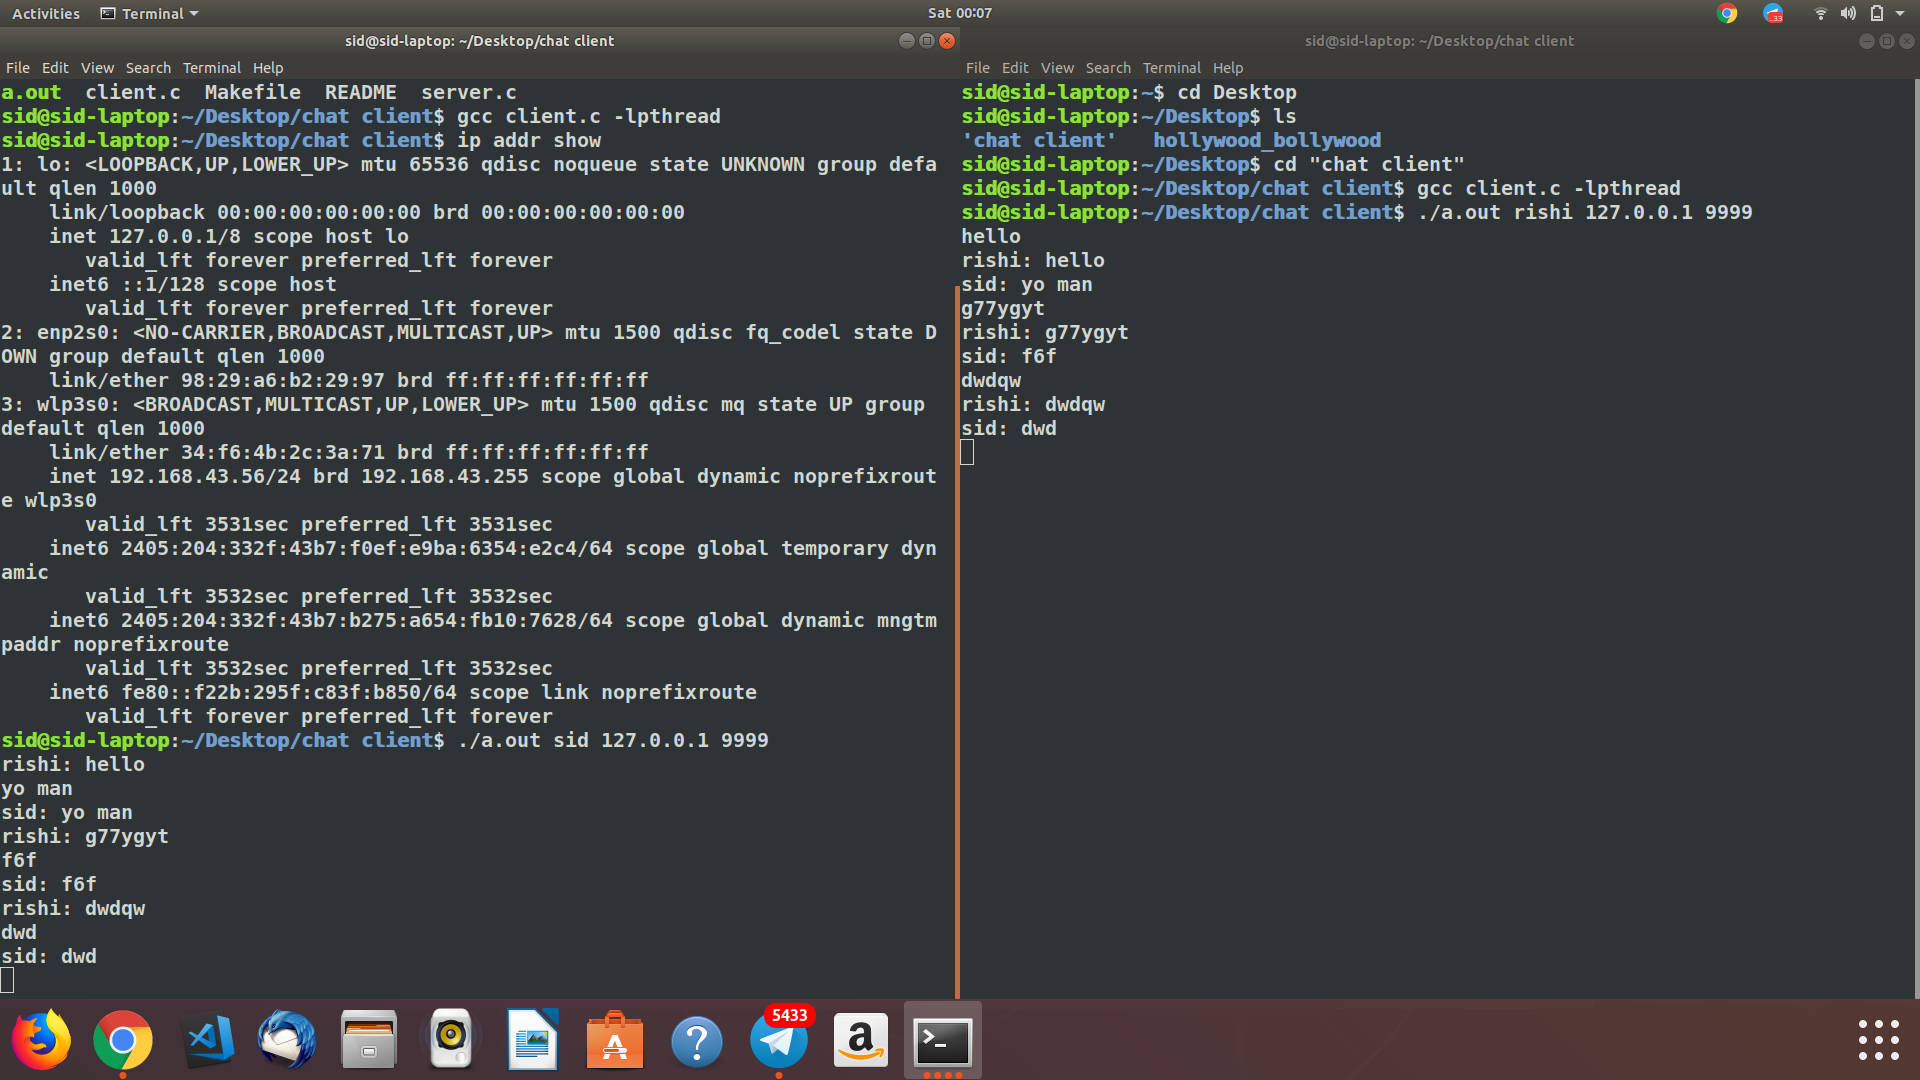 Activities Terminal Sat 00:07 33
sid@sid-laptop: ~/Desktop/chat client
File Edit View Search Terminal Help
a.out client.c Makefile README server.c
sid@sid-laptop:~/Desktop/chat client$ gcc client.c -lpthread
sid@sid-laptop:~/Desktop/chat client$ ip addr show
1: lo: <LOOPBACK,UP,LOWER_UP> mtu 65536 qdisc noqueue state UNKNOWN group defa
ult qlen 1000
    link/loopback 00:00:00:00:00:00 brd 00:00:00:00:00:00
    inet 127.0.0.1/8 scope host lo
       valid_lft forever preferred_lft forever
    inet6 ::1/128 scope host
       valid_lft forever preferred_lft forever
2: enp2s0: <NO-CARRIER,BROADCAST,MULTICAST,UP> mtu 1500 qdisc fq_codel state D
OWN group default qlen 1000
    link/ether 98:29:a6:b2:29:97 brd ff:ff:ff:ff:ff:ff
3: wlp3s0: <BROADCAST,MULTICAST,UP,LOWER_UP> mtu 1500 qdisc mq state UP group
default qlen 1000
    link/ether 34:f6:4b:2c:3a:71 brd ff:ff:ff:ff:ff:ff
    inet 192.168.43.56/24 brd 192.168.43.255 scope global dynamic noprefixrout
e wlp3s0
       valid_lft 3531sec preferred_lft 3531sec
    inet6 2405:204:332f:43b7:f0ef:e9ba:6354:e2c4/64 scope global temporary dyn
amic
       valid_lft 3532sec preferred_lft 3532sec
    inet6 2405:204:332f:43b7:b275:a654:fb10:7628/64 scope global dynamic mngtm
paddr noprefixroute
       valid_lft 3532sec preferred_lft 3532sec
    inet6 fe80::f22b:295f:c83f:b850/64 scope link noprefixroute
       valid_lft forever preferred_lft forever
sid@sid-laptop:~/Desktop/chat client$ ./a.out sid 127.0.0.1 9999
rishi: hello
yo man
sid: yo man
rishi: g77ygyt
f6f
sid: f6f
rishi: dwdqw
dwd
sid: dwd
sid@sid-laptop: ~/Desktop/chat client
File Edit View Search Terminal Help
sid@sid-laptop:~$ cd Desktop
sid@sid-laptop:~/Desktop$ ls
'chat client' hollywood_bollywood
sid@sid-laptop:~/Desktop$ cd "chat client"
sid@sid-laptop:~/Desktop/chat client$ gcc client.c -lpthread
sid@sid-laptop:~/Desktop/chat client$ ./a.out rishi 127.0.0.1 9999
hello
rishi: hello
sid: yo man
g77ygyt
rishi: g77ygyt
sid: f6f
dwdqw
rishi: dwdqw
sid: dwd
5433